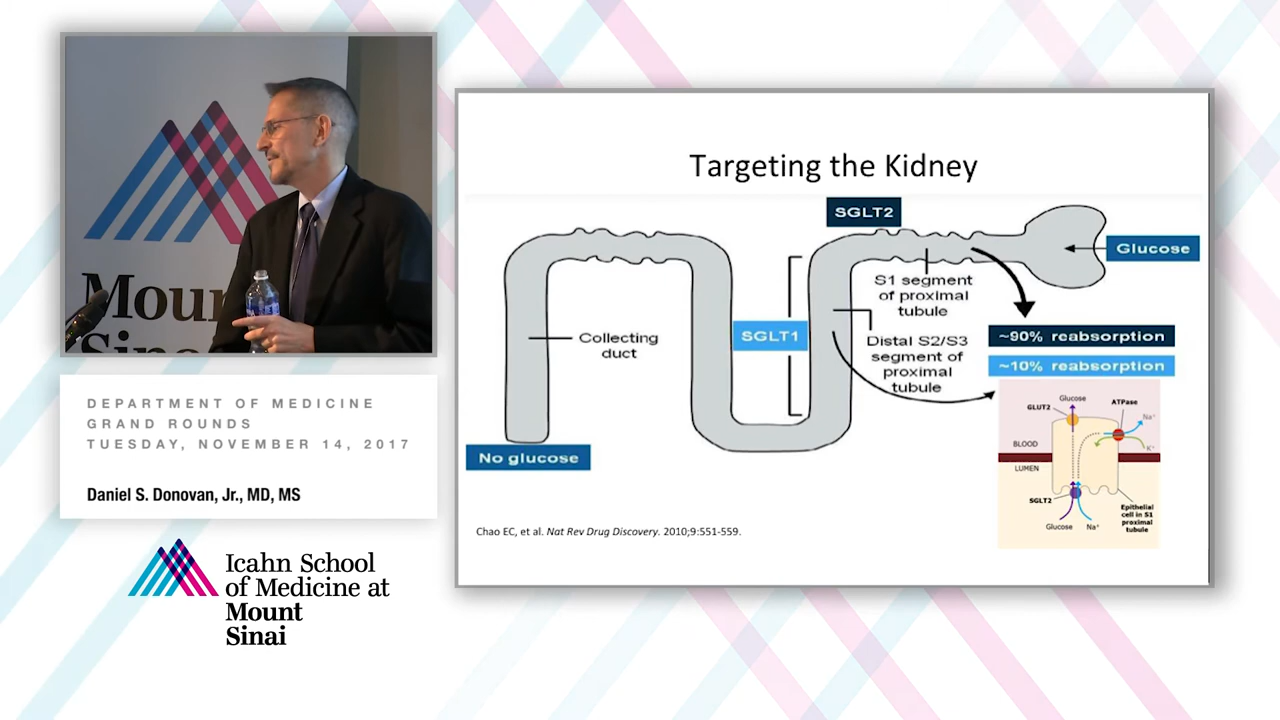 Mount
Sinai
DEPARTMENT OF MEDICINE
GRAND ROUNDS
TUESDAY, NOVEMBER 14, 2017
Daniel S. Donovan, Jr., MD, MS
Icahn School
of Medicine at
Mount
Sinai
Targeting the Kidney
SGLT2
Glucose
S1 segment
of proximal
tubule
SGLT1
Collecting
duct
Distal S2/S3
segment of
proximal
tubule
~90% reabsorption
~10% reabsorption
No glucose
Glucose
ATPase
GLUT2
Na+
K+
BLOOD
LUMEN
SGLT2
Epithelial
cell in S1
proximal
tubule
Glucose
Na+
Chao EC, et al. Nat Rev Drug Discovery. 2010;9:551-559.